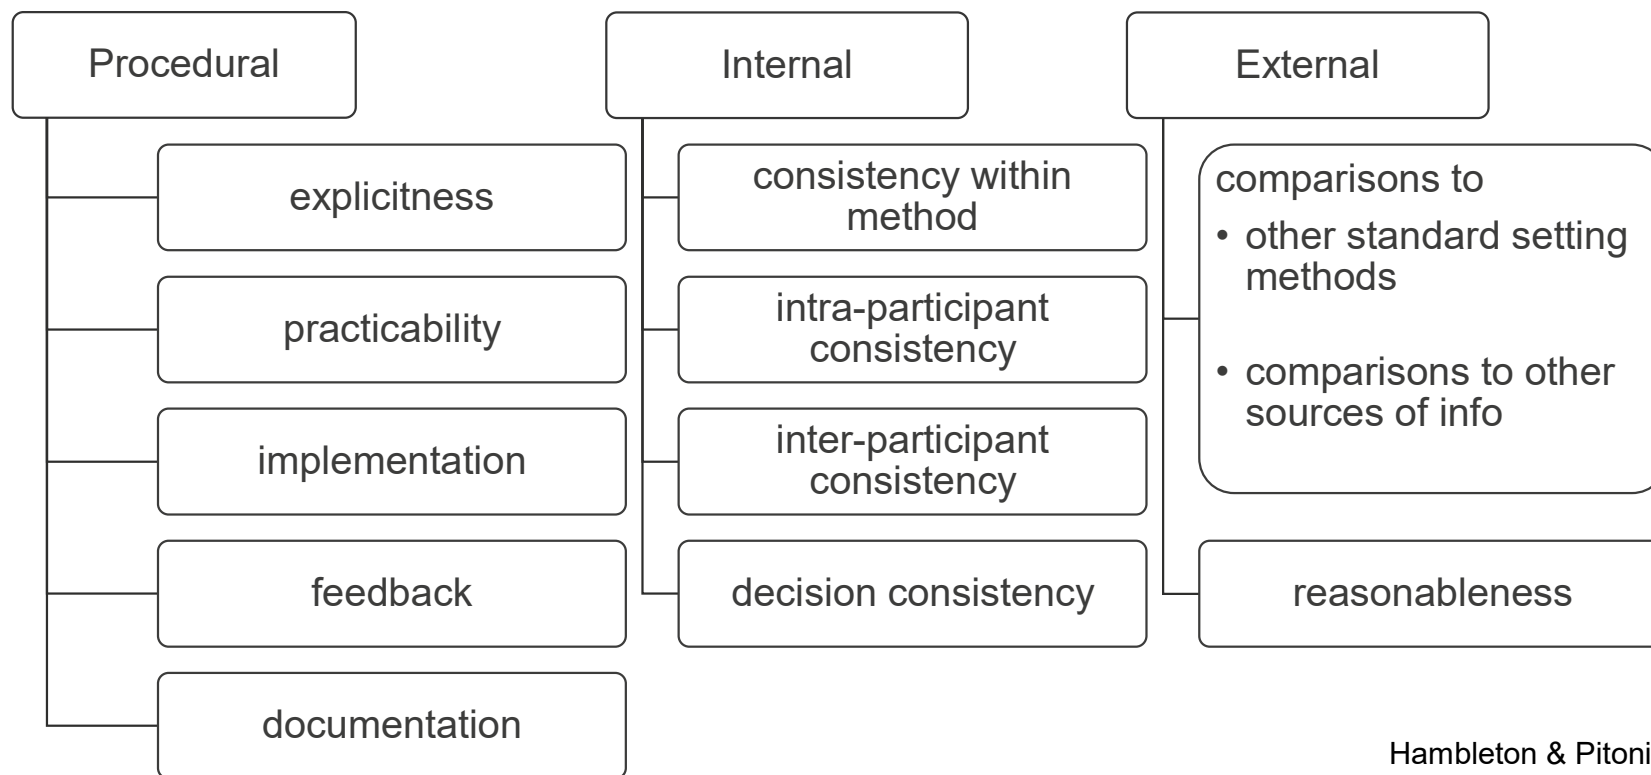 Procedural
explicitness
practicability
implementation
feedback
documentation
Internal
consistency within
method
intra-participant
consistency
inter-participant
consistency
decision consistency
External
comparisons to
• other standard setting
methods
• comparisons to other
sources of info
reasonableness
Hambleton & Pitoni